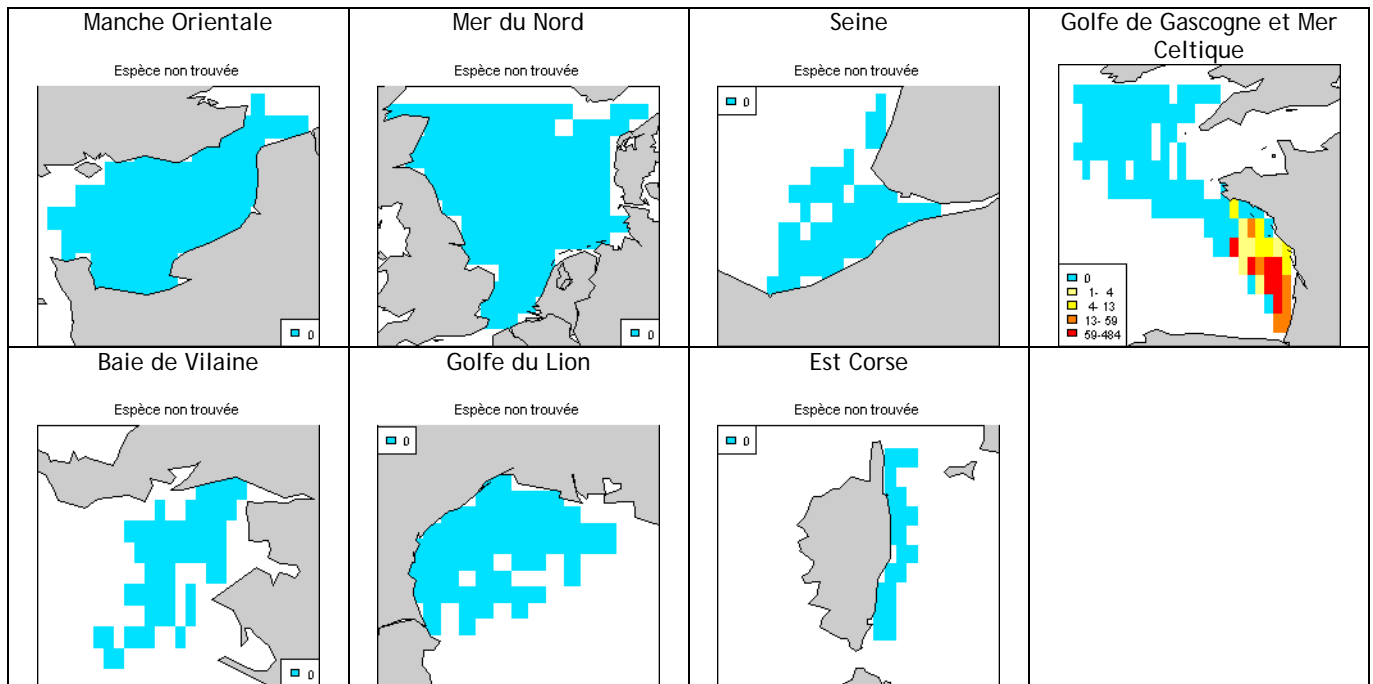 Manche Orientale
Espèce non trouvée
Mer du Nord
Espèce non trouvée
0
Seine
Espèce non trouvée
0
Golfe de Gascogne et Mer
Celtique
0
1- 4
4- 13
13- 59
59-484
Baie de Vilaine
Espèce non trouvée
0
Golfe du Lion
Espèce non trouvée
0
Est Corse
Espèce non trouvée
0